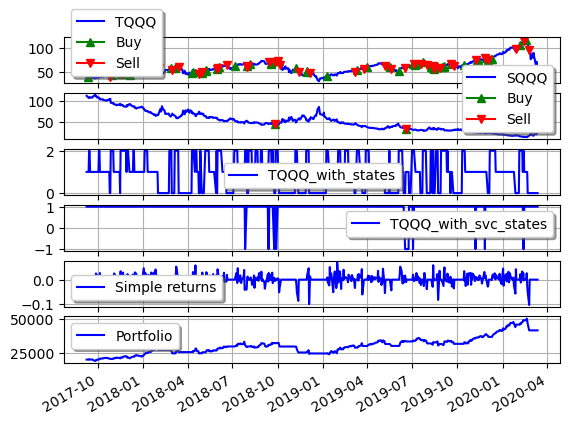 TQQQ
Buy
Sell
100
50
SQQQ
Buy
Sell
100
50
2
0
TQQQ_with_states
1
0
−1
TQQQ_with_svc_states
0.0
−0.1
Simple returns
50000
25000
Portfolio
2017-10 2018-01 2018-04 2018-07 2018-10 2019-01 2019-04 2019-07 2019-10 2020-01 2020-04